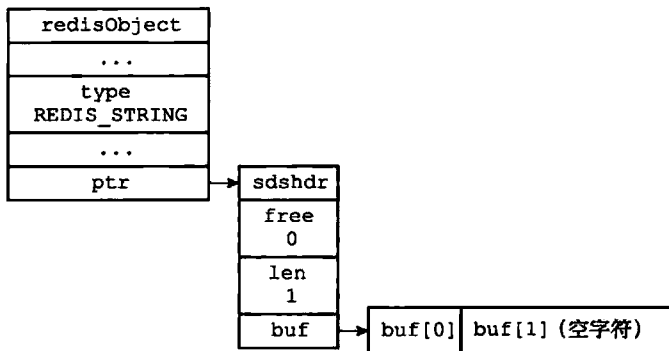 redisObject
...
type
REDIS_STRING
...
ptr
sdshdr
free
0
len
1
buf
buf[0]
buf[1] (空字符)